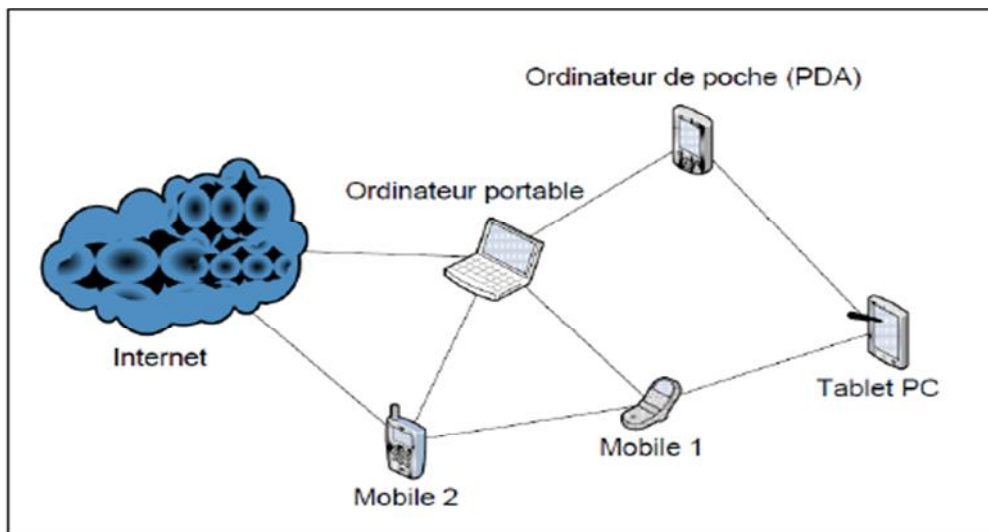 Ordinateur de poche (PDA)
Ordinateur portable
Internet
Tablet PC
Mobile 1
Mobile 2